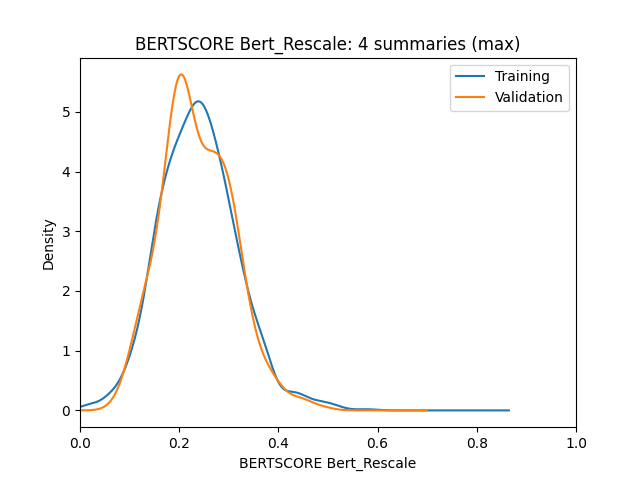 BERTSCORE Bert_Rescale: 4 summaries (max)
Training
Validation
Density
5
4
3
2
1
0
0.0 0.2 0.4 0.6 0.8 1.0
BERTSCORE Bert_Rescale